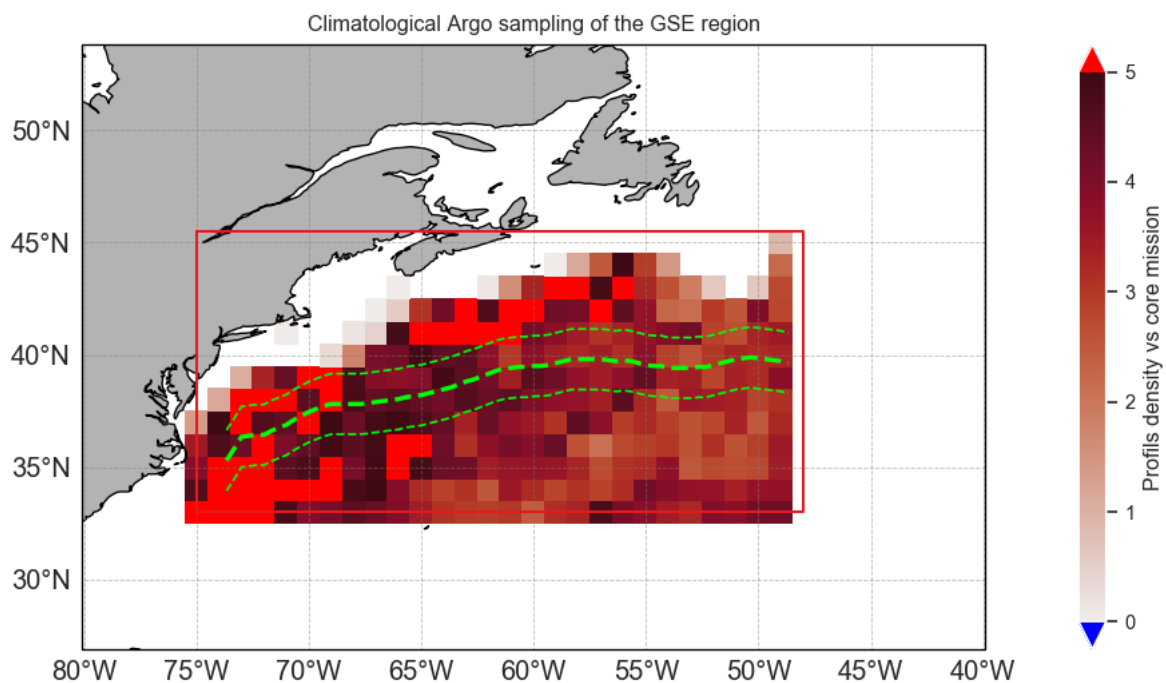 Climatological Argo sampling of the GSE region
50°N
45°N
40°N
35°N
30°N
80°W 75°W 70°W 65°W 60°W 55°W 50°W 45°W 40°W
5
4
3
2
1
0
Profils density vs core mission